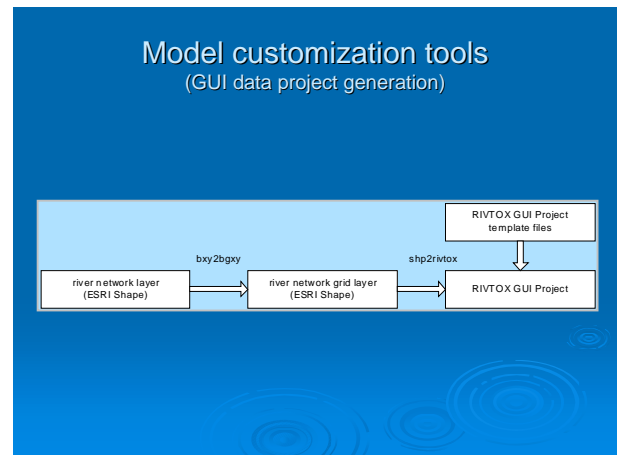 Model customization tools
(GUI data project generation)
RIVTOX GUI Project
template files
bxy2bgxy
shp2rivtox
river network layer
(ESRI Shape)
river network grid layer
(ESRI Shape)
RIVTOX GUI Project